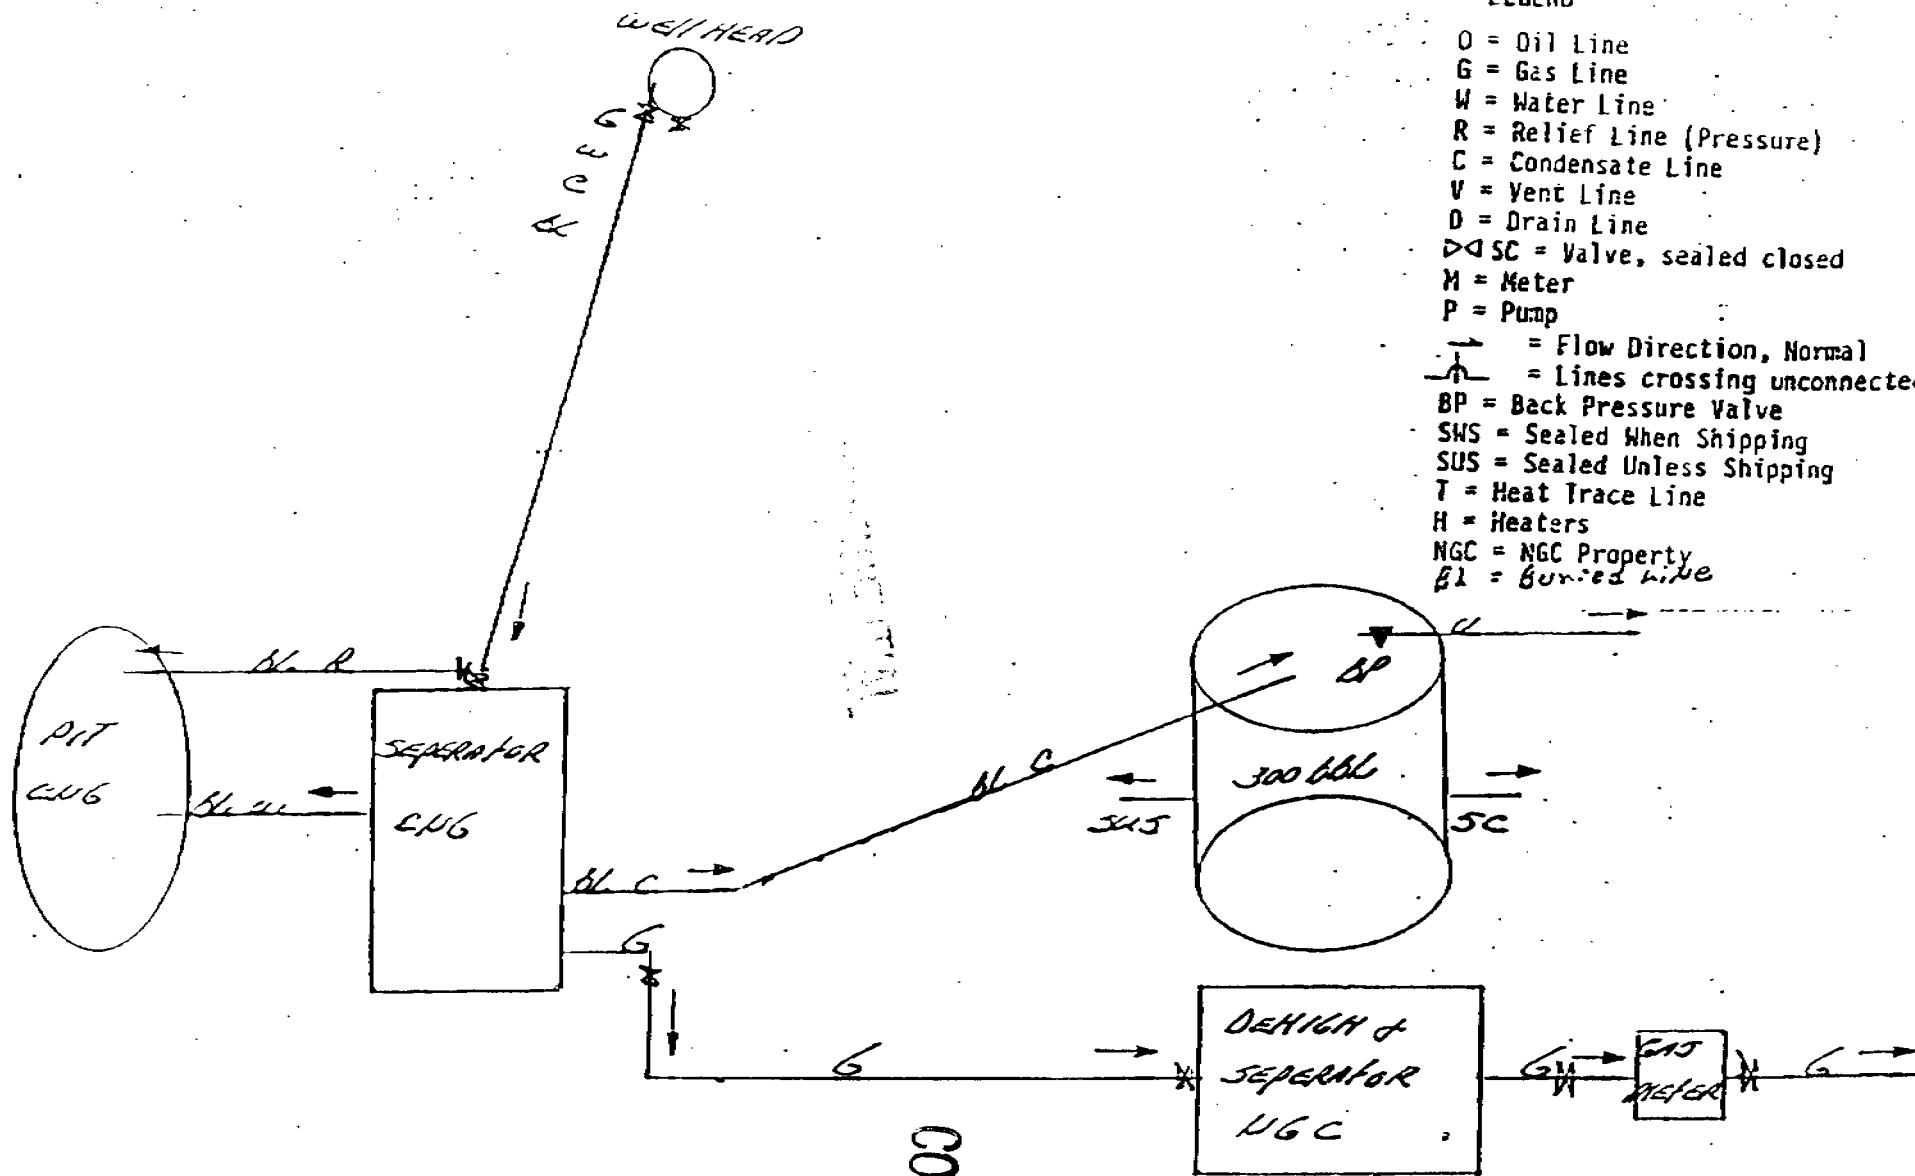 WELL HEAD
LEGEND
O = Oil Line
G = Gas Line
W = Water Line
R = Relief Line (Pressure)
C = Condensate Line
V = Vent Line
D = Drain Line
SC = Valve, sealed closed
M = Meter
P = Pump
= Flow Direction, Normal
= Lines crossing unconnected
BP = Back Pressure Valve
SWS = Sealed When Shipping
SUS = Sealed Unless Shipping
T = Heat Trace Line
H = Heaters
NGC = NGC Property
BL = Buried Line
G
W
C
BL R
PIT
CNG
SEPERATOR
CNG
BL W
BL C
BL C
BP
V
300 bbl
SUS
SC
G
G
DEHIGH &
SEPERATOR
NGC
G
GAS
METER
G
CO